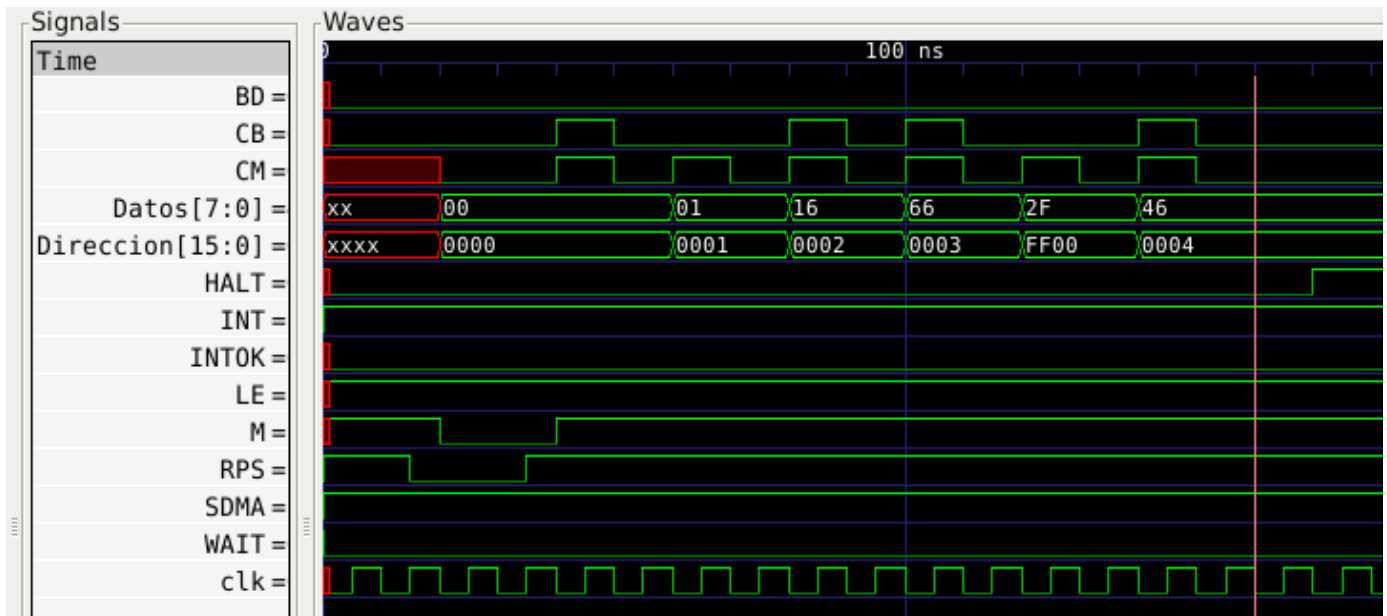 Signals Waves
Time 0 100 ns
BD =
CB =
CM =
Datos[7:0] = xx 00 01 16 66 2F 46
Direccion[15:0] = xxxx 0000 0001 0002 0003 FF00 0004
HALT =
INT =
INTOK =
LE =
M =
RPS =
SDMA =
WAIT =
clk =